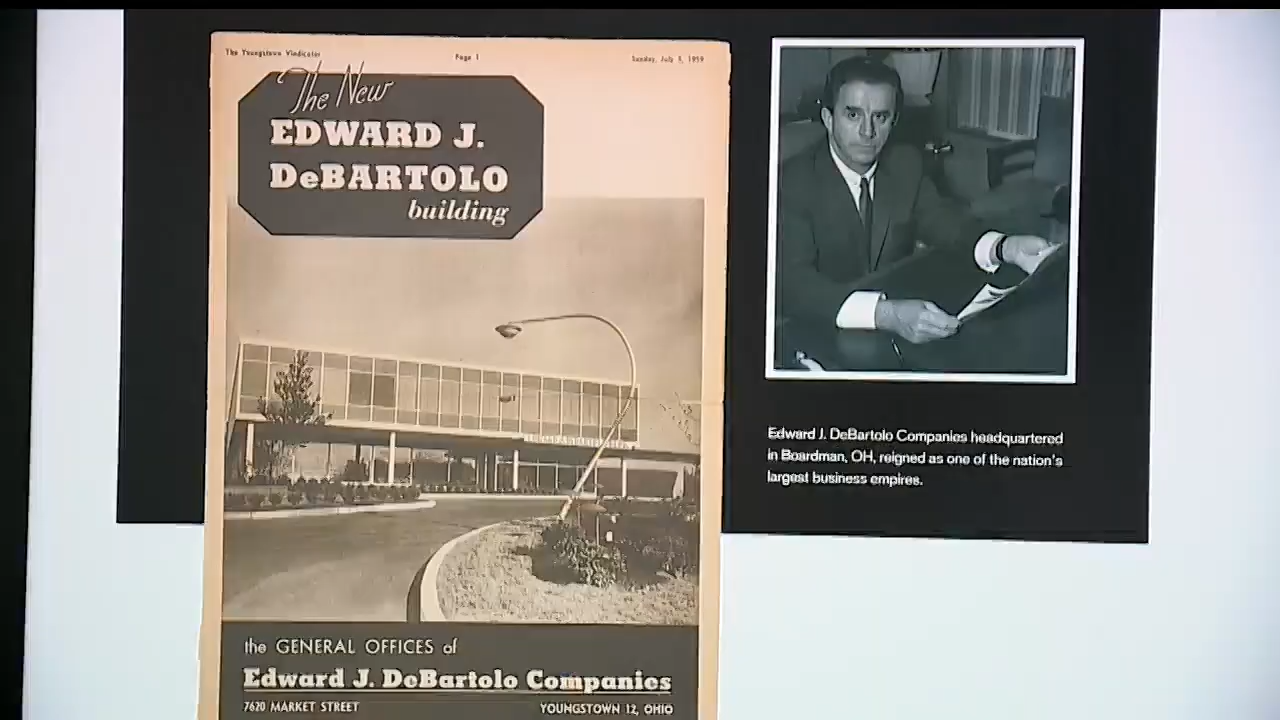 The Youngstown Vindicator
Page 1
Sunday, July 5, 1959
The New
EDWARD J.
DeBARTOLO
building
Edward J. DeBartolo Companies headquartered
in Boardman, OH, reigned as one of the nation's
largest business empires.
the GENERAL OFFICES of
Edward J. DeBartolo Companies
7620 MARKET STREET
YOUNGSTOWN 12, OHIO